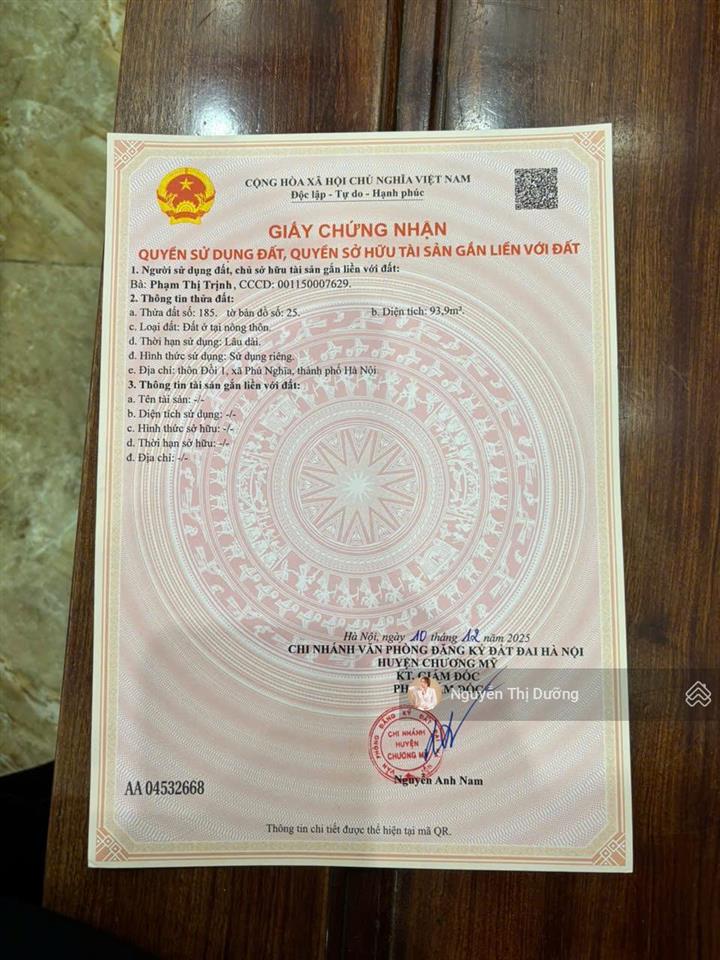 CỘNG HÒA XÃ HỘI CHỦ NGHĨA VIỆT NAM
Độc lập - Tự do - Hạnh phúc
GIẤY CHỨNG NHẬN
QUYỀN SỬ DỤNG ĐẤT, QUYỀN SỞ HỮU TÀI SẢN GẮN LIỀN VỚI ĐẤT
1. Người sử dụng đất, chủ sở hữu tài sản gắn liền với đất:
Bà: Phạm Thị Trịnh, CCCD: 001150007629.
2. Thông tin thửa đất:
a. Thửa đất số: 185. tờ bản đồ số: 25. b. Diện tích: 93,9m².
c. Loại đất: Đất ở tại nông thôn.
d. Thời hạn sử dụng: Lâu dài.
đ. Hình thức sử dụng: Sử dụng riêng.
e. Địa chỉ: thôn Đồi 1, xã Phú Nghĩa, thành phố Hà Nội.
3. Thông tin tài sản gắn liền với đất:
a. Tên tài sản: -/-
b. Diện tích sử dụng: -/-
c. Hình thức sở hữu: -/-
d. Thời hạn sở hữu: -/-
đ. Địa chỉ: -/-
Hà Nội, ngày 10 tháng 12 năm 2025
CHI NHÁNH VĂN PHÒNG ĐĂNG KÝ ĐẤT ĐAI HÀ NỘI
HUYỆN CHƯƠNG MỸ
KT. GIÁM ĐỐC
Nguyễn Thị Dưỡng
CHI NHÁNH
HUYỆN
CHƯƠNG MỸ
Nguyễn Anh Nam
AA 04532668
Thông tin chi tiết được thể hiện tại mã QR.